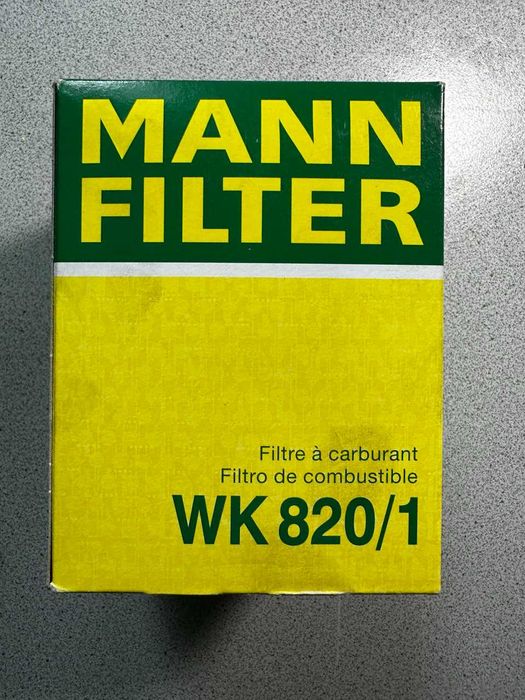 MANN
FILTER
Filtre à carburant
Filtro de combustible
WK 820/1